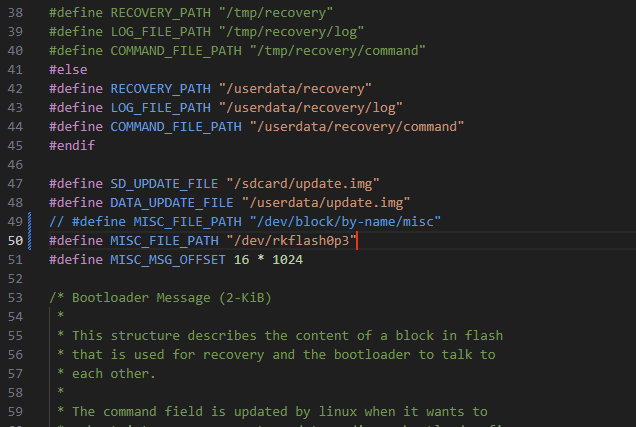 38 #define RECOVERY_PATH "/tmp/recovery"
39 #define LOG_FILE_PATH "/tmp/recovery/log"
40 #define COMMAND_FILE_PATH "/tmp/recovery/command"
41 #else
42 #define RECOVERY_PATH "/userdata/recovery"
43 #define LOG_FILE_PATH "/userdata/recovery/log"
44 #define COMMAND_FILE_PATH "/userdata/recovery/command"
45 #endif
46
47 #define SD_UPDATE_FILE "/sdcard/update.img"
48 #define DATA_UPDATE_FILE "/userdata/update.img"
49 // #define MISC_FILE_PATH "/dev/block/by-name/misc"
50 #define MISC_FILE_PATH "/dev/rkflash0p3"
51 #define MISC_MSG_OFFSET 16 * 1024
52
53 /* Bootloader Message (2-KiB)
54 *
55 * This structure describes the content of a block in flash
56 * that is used for recovery and the bootloader to talk to
57 * each other.
58 *
59 * The command field is updated by linux when it wants to